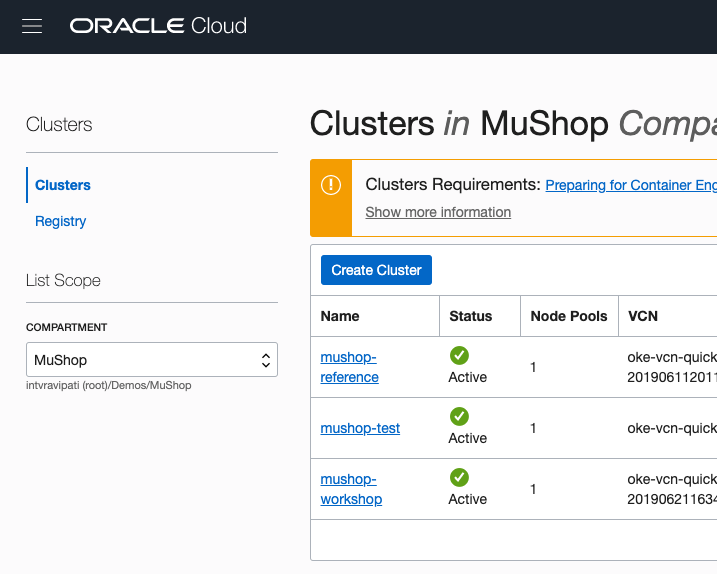 ORACLE Cloud
Clusters
Clusters
Registry
List Scope
COMPARTMENT
MuShop
intvravipati (root)/Demos/MuShop
Clusters in MuShop Compa
Clusters Requirements: Preparing for Container Eng
Show more information
Create Cluster
Name Status Node Pools VCN
mushop-
reference
Active
1
oke-vcn-quick
201906112011
mushop-test
Active
1
oke-vcn-quick
mushop-
workshop
Active
1
oke-vcn-quick
201906211634